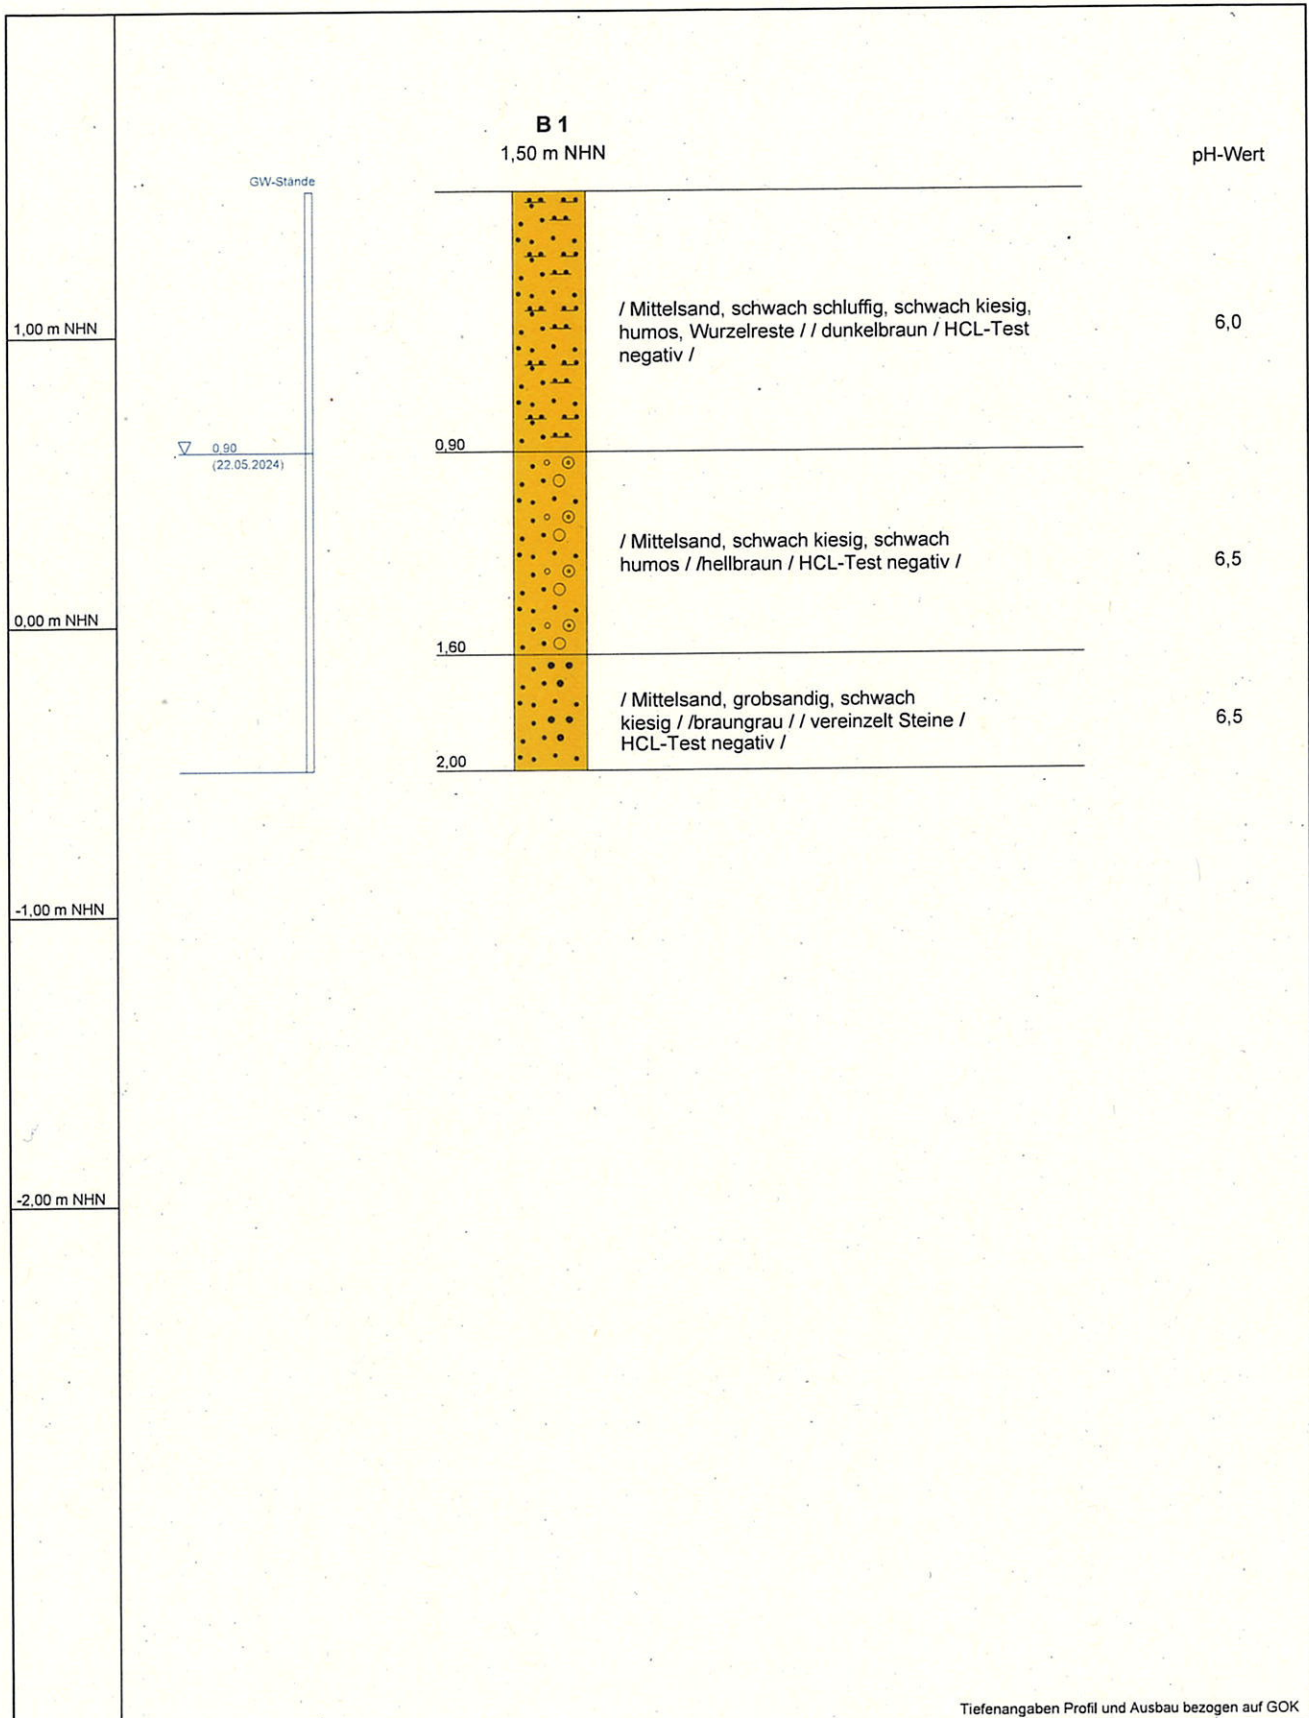 B 1
1,50 m NHN
pH-Wert
GW-Stände
/ Mittelsand, schwach schluffig, schwach kiesig,
humos, Wurzelreste / / dunkelbraun / HCL-Test
negativ /
6,0
1,00 m NHN
0,90
0,90
(22.05.2024)
/ Mittelsand, schwach kiesig, schwach
humos / /hellbraun / HCL-Test negativ /
6,5
0,00 m NHN
1,60
/ Mittelsand, grobsandig, schwach
kiesig / /braungrau / / vereinzelt Steine /
HCL-Test negativ /
6,5
2,00
-1,00 m NHN
-2,00 m NHN
Tiefenangaben Profil und Ausbau bezogen auf GOK